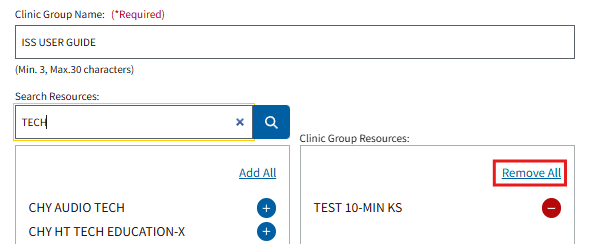 Clinic Group Name: (*Required)
ISS USER GUIDE
(Min. 3, Max.30 characters)
Search Resources:
TECH
Clinic Group Resources:
Add All
CHY AUDIO TECH
CHY HT TECH EDUCATION-X
Remove All
TEST 10-MIN KS